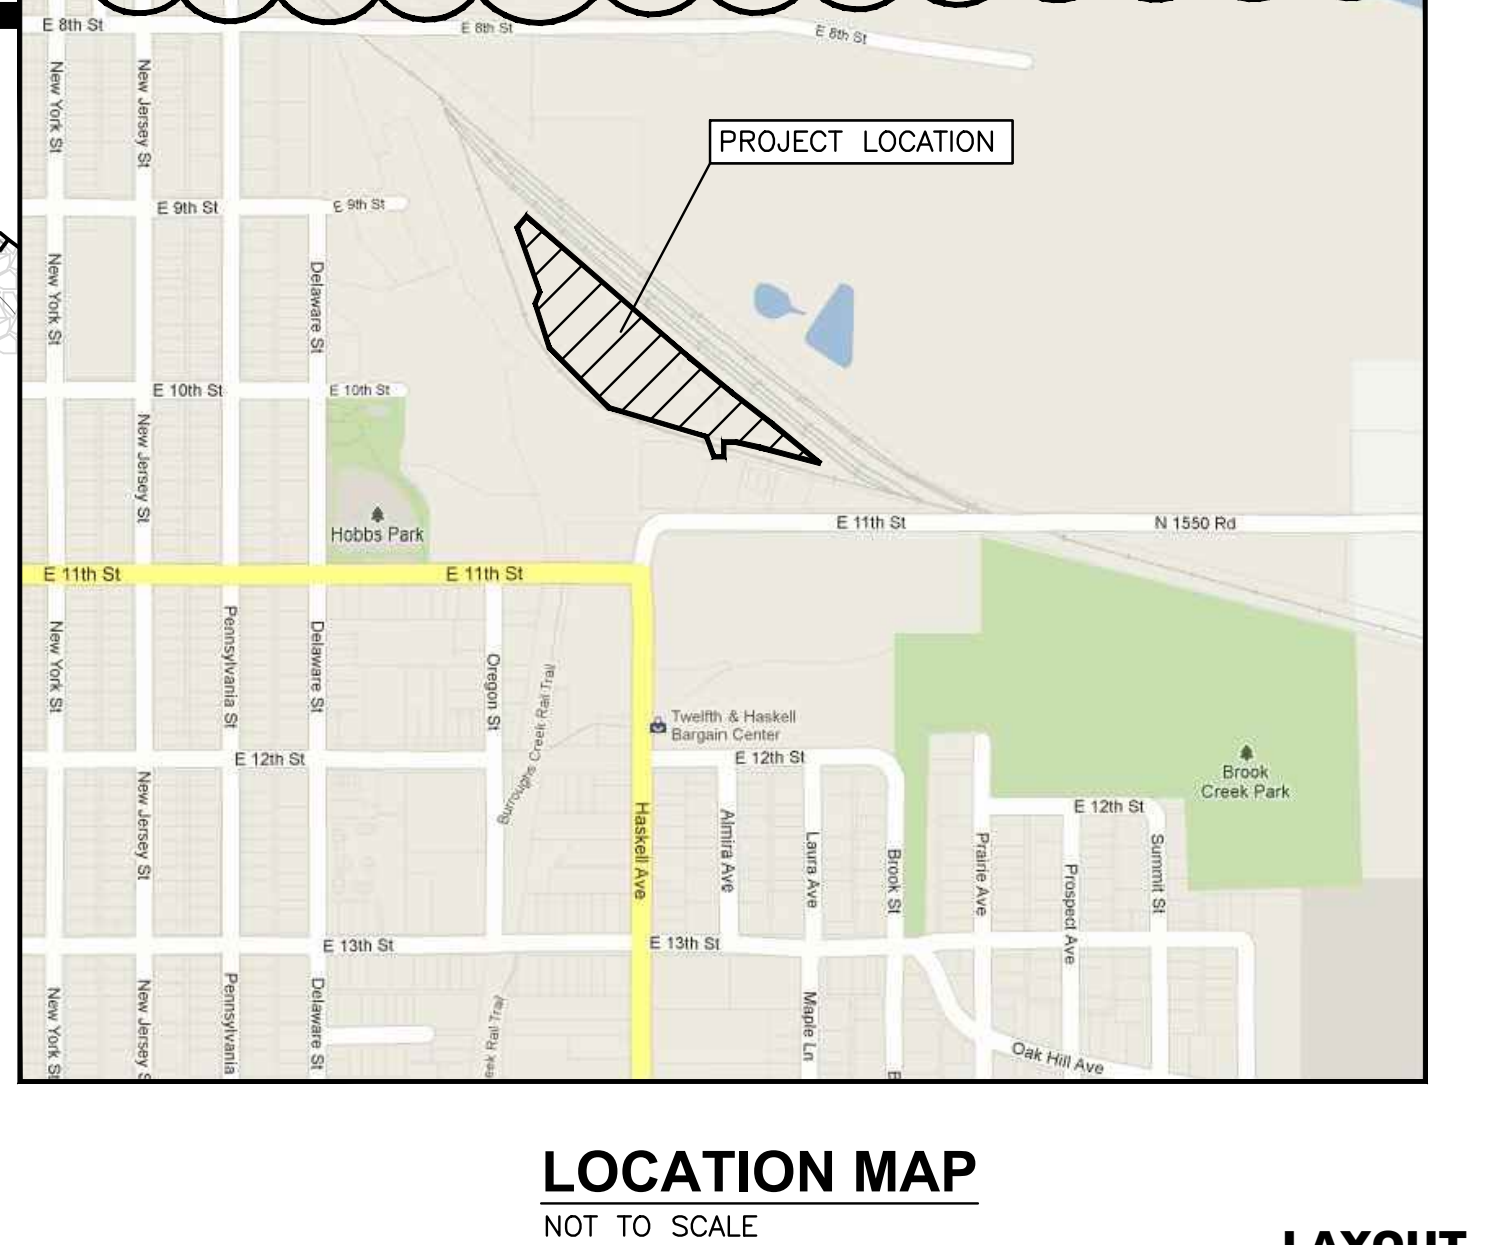 E 8th St
E 8th St
E 8th St
New York St
New Jersey St
PROJECT LOCATION
E 9th St
E 9th St
New York St
Delaware St
E 10th St
E 10th St
New Jersey St
Hobbs Park
E 11th St
N 1550 Rd
E 11th St
E 11th St
New York St
Pennsylvania St
Delaware St
Oregon St
Burroughs Creek Rail Trail
Twelfth & Haskell
Bargain Center
E 12th St
E 12th St
Brook
Creek Park
E 12th St
New Jersey St
Haskell Ave
Almira Ave
Laura Ave
Brook St
Prairie Ave
Prospect Ave
Summit St
E 13th St
E 13th St
New York St
New Jersey S
Pennsylvania
Delaware St
eek Rail Trail
Maple Ln
B
Oak Hill Ave
LOCATION MAP
NOT TO SCALE
LAYOUT